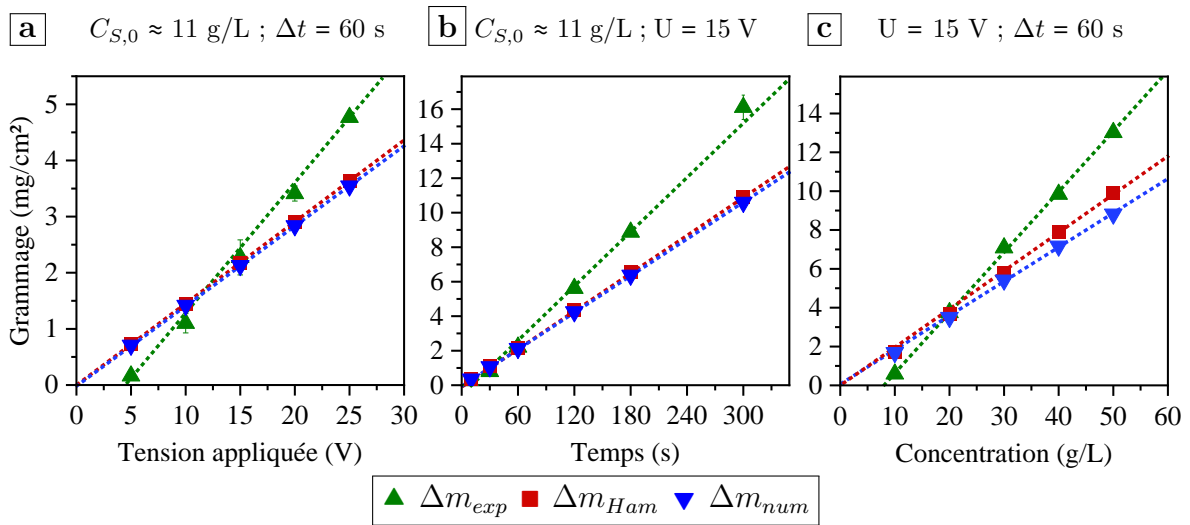 a C_{S,0} ≈ 11 g/L ; Δt = 60 s
b C_{S,0} ≈ 11 g/L ; U = 15 V
c U = 15 V ; Δt = 60 s
Grammage (mg/cm²)
5
4
3
2
1
0
0 5 10 15 20 25 30
Tension appliquée (V)
16
14
12
10
8
6
4
2
0
0 60 120 180 240 300
Temps (s)
14
12
10
8
6
4
2
0
0 10 20 30 40 50 60
Concentration (g/L)
Δm_{exp} Δm_{Ham} Δm_{num}